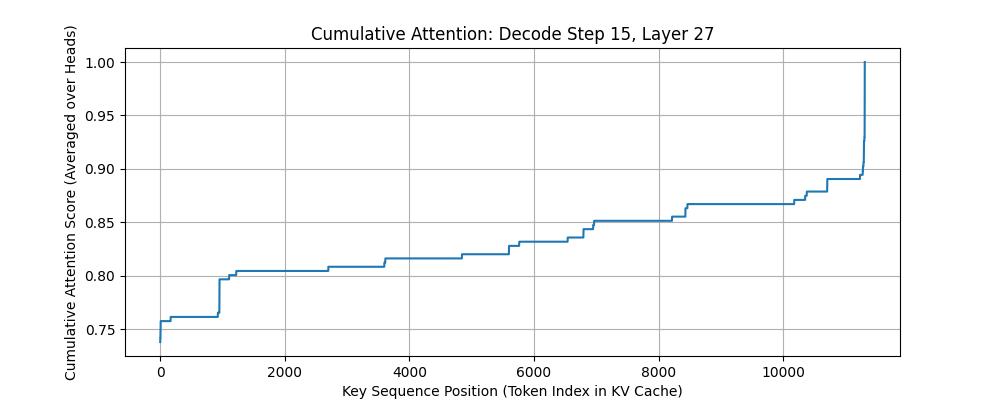 Cumulative Attention: Decode Step 15, Layer 27
Cumulative Attention Score (Averaged over Heads)
1.00
0.95
0.90
0.85
0.80
0.75
0 2000 4000 6000 8000 10000
Key Sequence Position (Token Index in KV Cache)